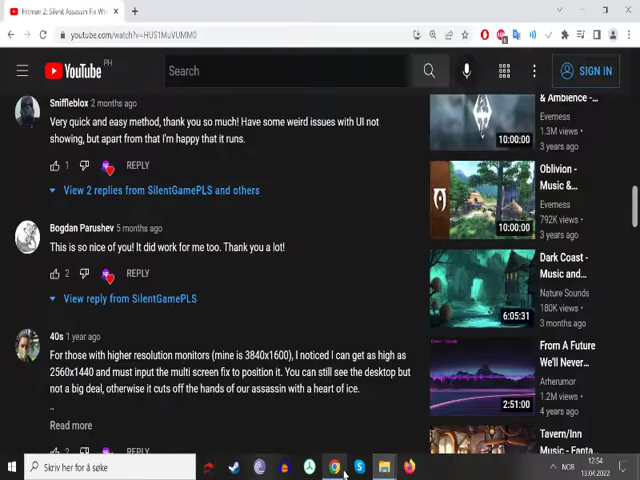 Hitman 2: Silent Assassin Fix Wi
youtube.com/watch?v=HUS1MuVUMM0
YouTube PH
Search
SIGN IN
Sniffleblox 2 months ago
Very quick and easy method, thank you so much! Have some weird issues with UI not
showing, but apart from that I'm happy that it runs.
1 REPLY
View 2 replies from SilentGamePLS and others
Bogdan Parushev 5 months ago
This is so nice of you! It did work for me too. Thank you a lot!
2 REPLY
View reply from SilentGamePLS
40s 1 year ago
For those with higher resolution monitors (mine is 3840x1600), I noticed I can get as high as
2560x1440 and must input the multi screen fix to position it. You can still see the desktop but
not a big deal, otherwise it cuts off the hands of our assassin with a heart of ice.
..
Read more
& Ambience -...
Everness
1.3M views •
3 years ago
10:00:00
Oblivion -
Music &...
Everness
792K views •
3 years ago
10:00:00
Dark Coast -
Music and...
Nature Sounds
180K views •
3 months ago
6:05:31
From A Future
We'll Never...
Arherumor
1.2M views •
4 years ago
2:51:00
Tavern/Inn
Music - Fanta
Skriv her for å søke
NOB
12:54
13.04.2022